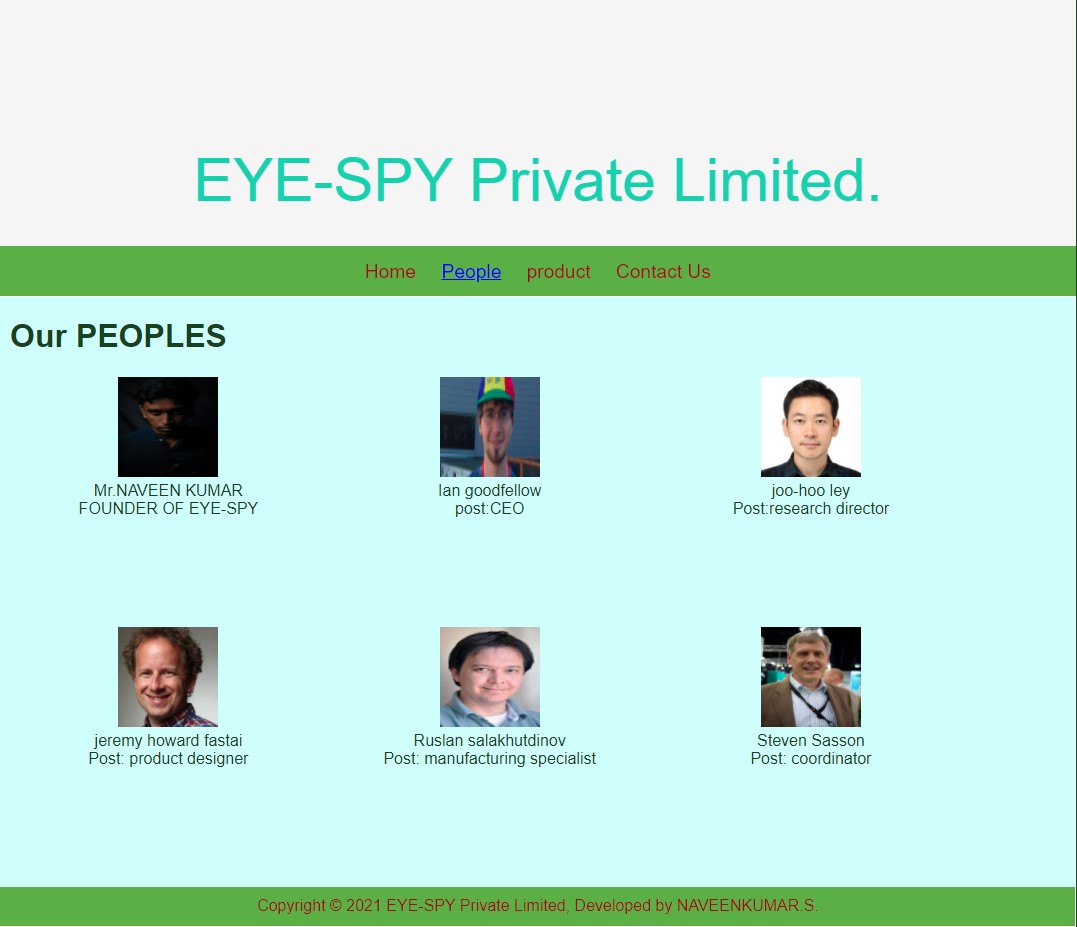 EYE-SPY Private Limited.
Home People product Contact Us
Our PEOPLES
Mr.NAVEEN KUMAR
FOUNDER OF EYE-SPY
Ian goodfellow
post:CEO
joo-hoo ley
Post:research director
jeremy howard fastai
Post: product designer
Ruslan salakhutdinov
Post: manufacturing specialist
Steven Sasson
Post: coordinator
Copyright © 2021 EYE-SPY Private Limited, Developed by NAVEENKUMAR.S.